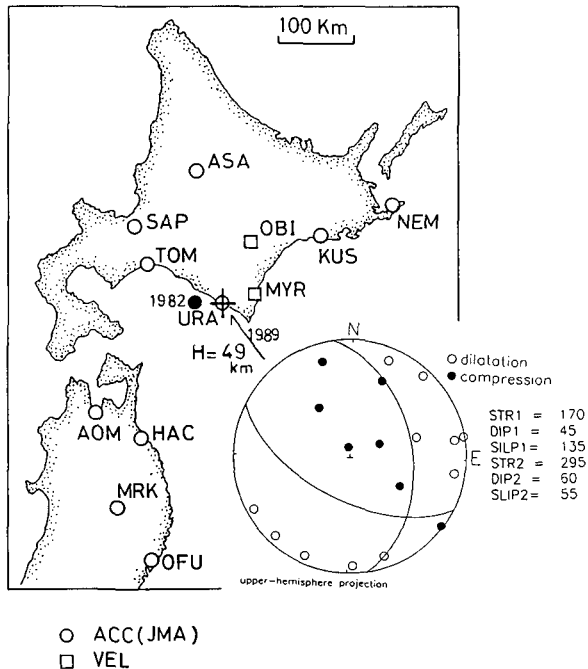 100 Km
ASA
SAP
OBI
NEM
KUS
TOM
MYR
1982
URA
1989
H=49 km
AOM
HAC
MRK
OFU
N
E
dilatation
compression
STR1 = 170
DIP1 = 45
SILP1= 135
STR2 = 295
DIP2 = 60
SLIP2= 55
upper-hemisphere projection
ACC(JMA)
VEL